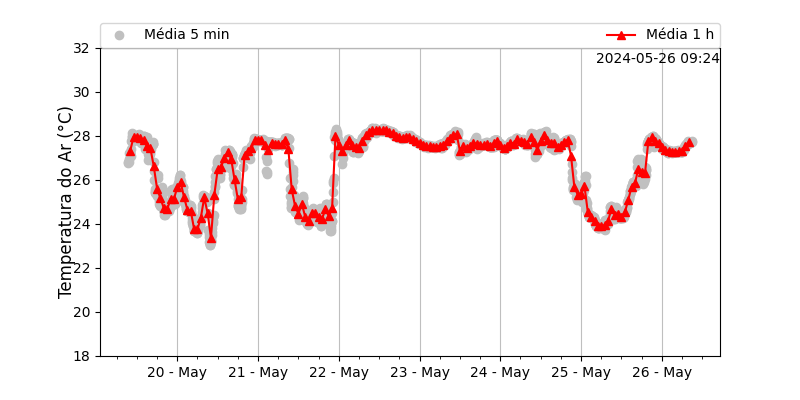 Média 5 min
Média 1 h
2024-05-26 09:24
Temperatura do Ar (°C)
32
30
28
26
24
22
20
18
20 - May
21 - May
22 - May
23 - May
24 - May
25 - May
26 - May